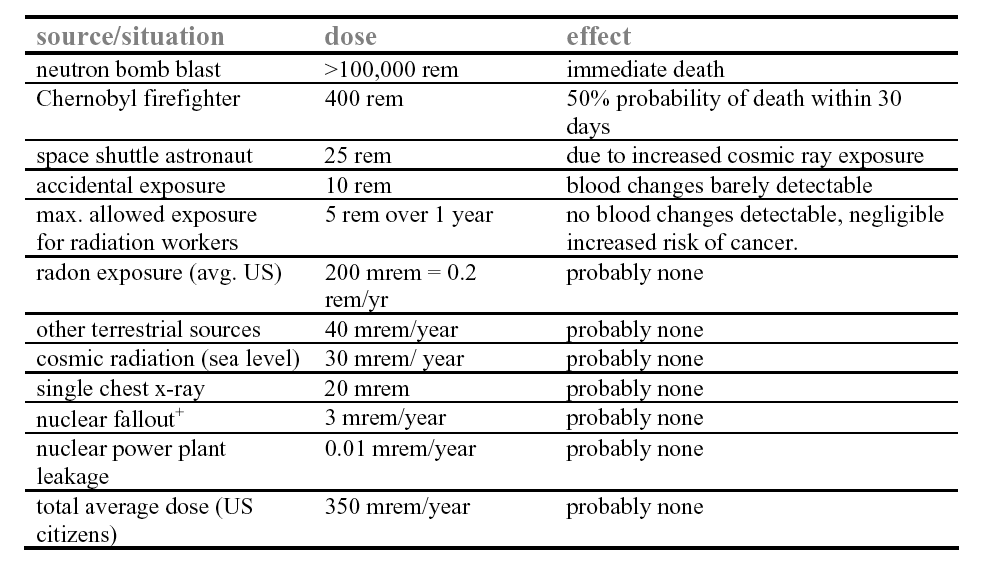 source/situation dose effect
neutron bomb blast >100,000 rem immediate death
Chernobyl firefighter 400 rem 50% probability of death within 30
days
space shuttle astronaut 25 rem due to increased cosmic ray exposure
accidental exposure 10 rem blood changes barely detectable
max. allowed exposure 5 rem over 1 year no blood changes detectable, negligible
for radiation workers increased risk of cancer.
radon exposure (avg. US) 200 mrem = 0.2 probably none
rem/yr
other terrestrial sources 40 mrem/year probably none
cosmic radiation (sea level) 30 mrem/ year probably none
single chest x-ray 20 mrem probably none
nuclear fallout+ 3 mrem/year probably none
nuclear power plant 0.01 mrem/year probably none
leakage
total average dose (US 350 mrem/year probably none
citizens)